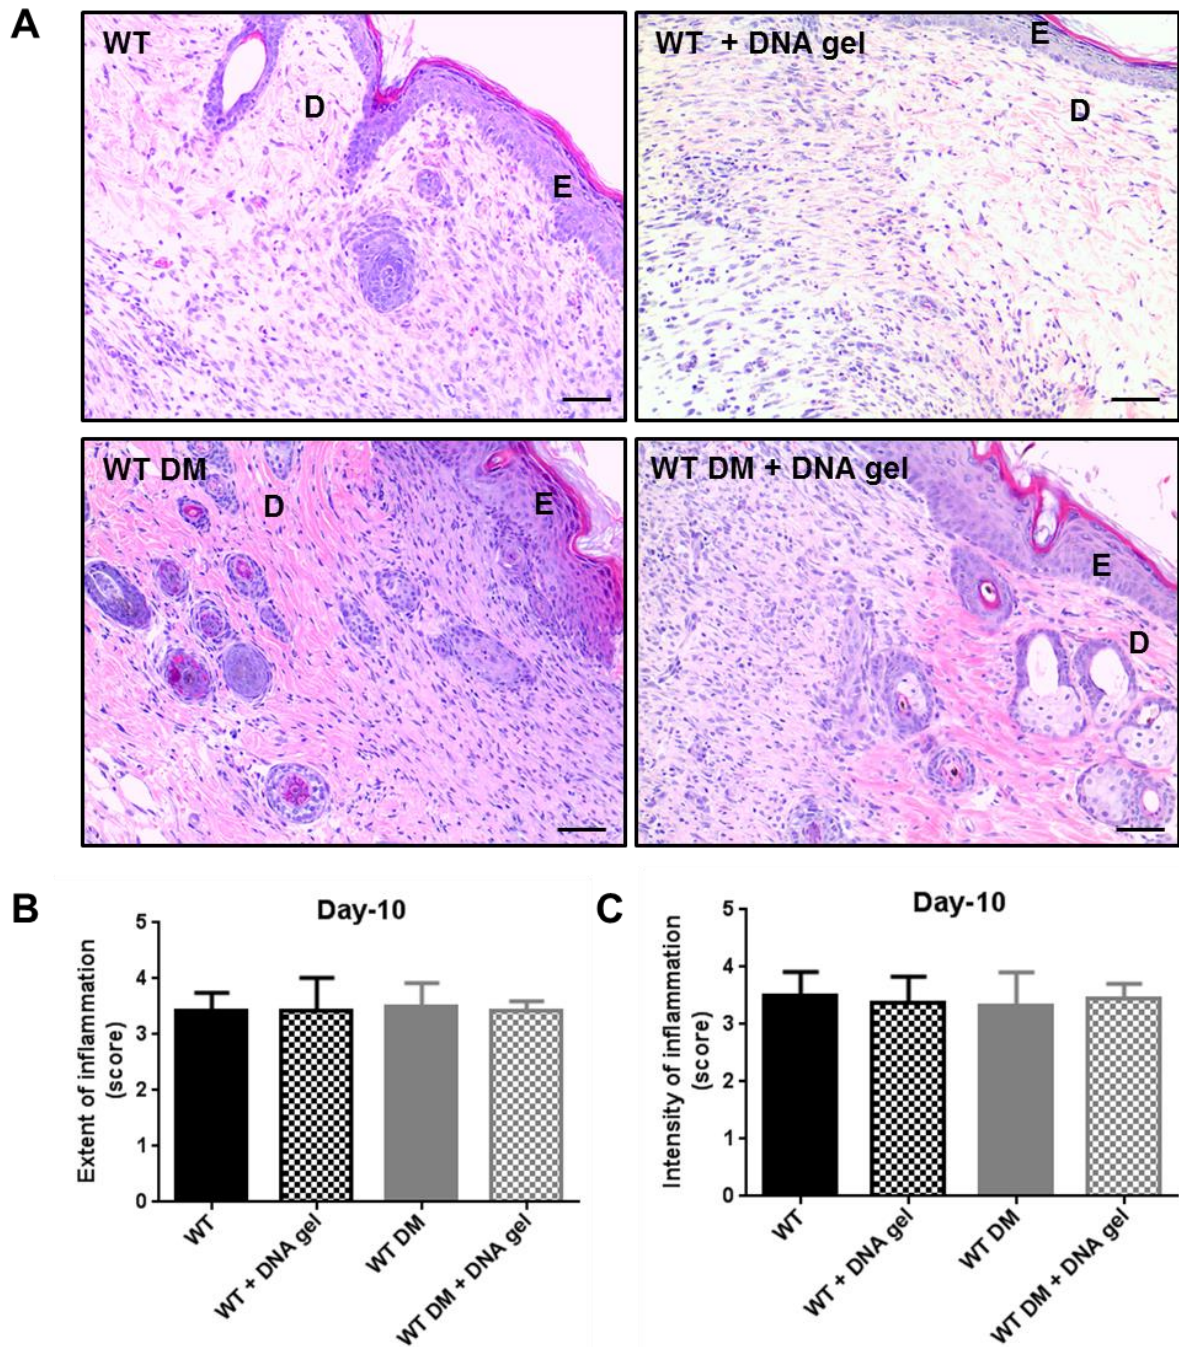 A
WT
D
E
WT + DNA gel
E
D
WT DM
D
E
WT DM + DNA gel
E
D
B
Day-10
Extent of inflammation
(score)
5
4
3
2
1
0
WT
WT + DNA gel
WT DM
WT DM + DNA gel
C
Day-10
Intensity of inflammation
(score)
5
4
3
2
1
0
WT
WT + DNA gel
WT DM
WT DM + DNA gel